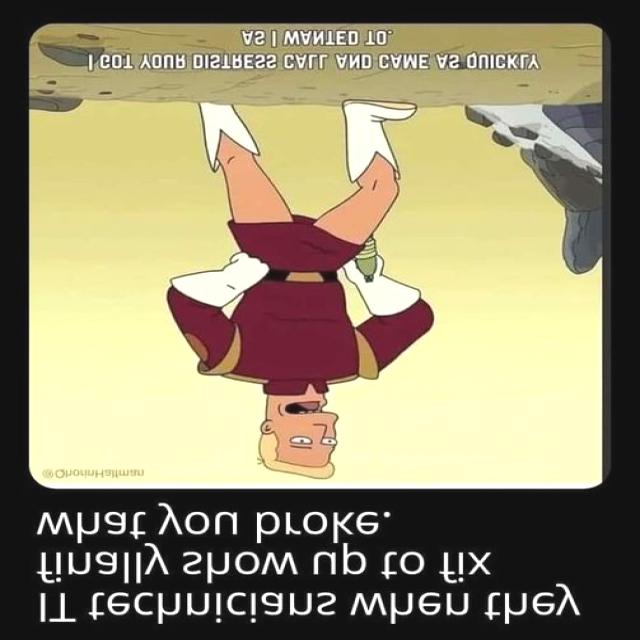 IT technicians when they
finally show up to fix
what you broke.
@QhorinHalfman
I GOT YOUR DISTRESS CALL AND CAME AS QUICKLY
AS I WANTED TO.